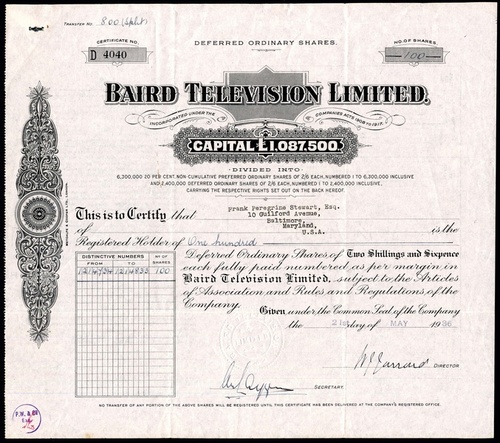 TRANSFER No. 800 (Split)
CERTIFICATE NO.
D 4040
DEFERRED ORDINARY SHARES.
NO. OF SHARES.
100
BAIRD TELEVISION LIMITED.
INCORPORATED UNDER THE COMPANIES ACTS 1908 TO 1917.
CAPITAL £1,087,500.
DIVIDED INTO
6,300,000 20 PER CENT. NON-CUMULATIVE PREFERRED ORDINARY SHARES OF 2/6 EACH, NUMBERED 1 TO 6,300,000 INCLUSIVE
AND 2,400,000 DEFERRED ORDINARY SHARES OF 2/6 EACH, NUMBERED 1 TO 2,400,000 INCLUSIVE,
CARRYING THE RESPECTIVE RIGHTS SET OUT ON THE BACK HEREOF.
This is to Certify that Frank Peregrine Stewart, Esq.
10 Guilford Avenue,
Baltimore,
Maryland,
of U.S.A. is the
Registered Holder of One hundred
DISTINCTIVE NUMBERS
FROM TO
NO. OF SHARES
1214734 1214833 100
Deferred Ordinary Shares of Two Shillings and Sixpence
each fully paid numbered as per margin in
Baird Television Limited, subject to the Articles
of Association and Rules and Regulations of the
Company.
Given under the Common Seal of the Company
the 21st day of MAY 1936
DIRECTOR
SECRETARY.
NO TRANSFER OF ANY PORTION OF THE ABOVE SHARES WILL BE REGISTERED UNTIL THIS CERTIFICATE HAS BEEN DELIVERED AT THE COMPANY'S REGISTERED OFFICE.